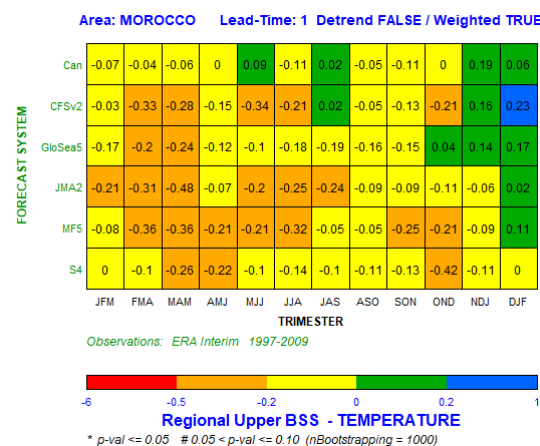 Area: MOROCCO Lead-Time: 1 Detrend FALSE / Weighted TRUE
FORECAST SYSTEM
Can -0.07 -0.04 -0.06 0 0.09 -0.11 0.02 -0.05 -0.11 0 0.19 0.06
CFSv2 -0.03 -0.33 -0.28 -0.15 -0.34 -0.21 0.02 -0.05 -0.13 -0.21 0.16 0.23
GloSea5 -0.17 -0.2 -0.24 -0.12 -0.1 -0.18 -0.19 -0.16 -0.15 0.04 0.14 0.17
JMA2 -0.21 -0.31 -0.48 -0.07 -0.2 -0.25 -0.24 -0.09 -0.09 -0.11 -0.06 0.02
MF5 -0.08 -0.36 -0.36 -0.21 -0.21 -0.32 -0.05 -0.05 -0.25 -0.21 -0.09 0.11
S4 0 -0.1 -0.26 -0.22 -0.1 -0.14 -0.1 -0.11 -0.13 -0.42 -0.11 0
JFM FMA MAM AMJ MJJ JJA JAS ASO SON OND NDJ DJF
TRIMESTER
Observations: ERA Interim 1997-2009
-6 -0.5 -0.2 0 0.2 1
Regional Upper BSS - TEMPERATURE
* p-val <= 0.05 # 0.05 < p-val <= 0.10 (nBootstrapping = 1000)